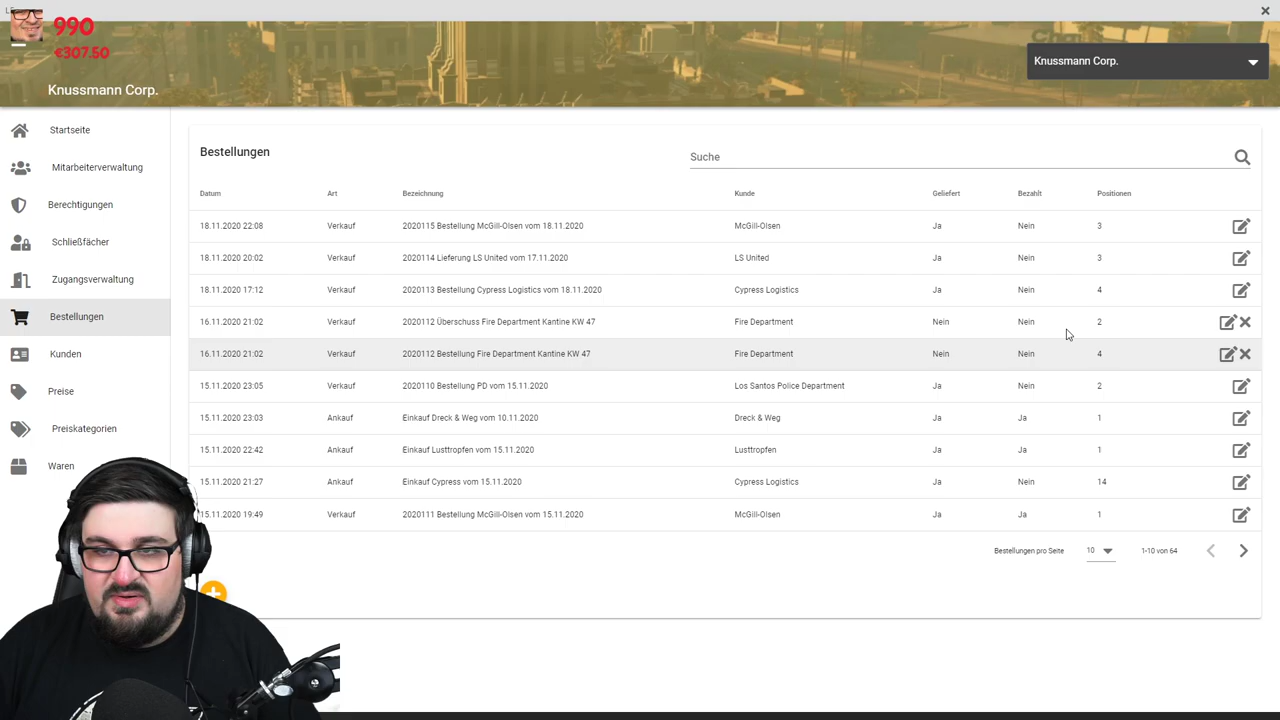 990
€307.50
Knussmann Corp.
Knussmann Corp.
Startseite
Mitarbeiterverwaltung
Berechtigungen
Schließfächer
Zugangsverwaltung
Bestellungen
Kunden
Preise
Preiskategorien
Waren
Bestellungen
Suche
Datum Art Bezeichnung Kunde Geliefert Bezahlt Positionen
18.11.2020 22:08 Verkauf 2020115 Bestellung McGill-Olsen vom 18.11.2020 McGill-Olsen Ja Nein 3
18.11.2020 20:02 Verkauf 2020114 Lieferung LS United vom 17.11.2020 LS United Ja Nein 3
18.11.2020 17:12 Verkauf 2020113 Bestellung Cypress Logistics vom 18.11.2020 Cypress Logistics Ja Nein 4
16.11.2020 21:02 Verkauf 2020112 Überschuss Fire Department Kantine KW 47 Fire Department Nein Nein 2
16.11.2020 21:02 Verkauf 2020112 Bestellung Fire Department Kantine KW 47 Fire Department Nein Nein 4
15.11.2020 23:05 Verkauf 2020110 Bestellung PD vom 15.11.2020 Los Santos Police Department Ja Nein 2
15.11.2020 23:03 Ankauf Einkauf Dreck & Weg vom 10.11.2020 Dreck & Weg Ja Ja 1
15.11.2020 22:42 Ankauf Einkauf Lusttropfen vom 15.11.2020 Lusttropfen Ja Ja 1
15.11.2020 21:27 Ankauf Einkauf Cypress vom 15.11.2020 Cypress Logistics Ja Nein 14
15.11.2020 19:49 Verkauf 2020111 Bestellung McGill-Olsen vom 15.11.2020 McGill-Olsen Ja Ja 1
Bestellungen pro Seite 10 1-10 von 64